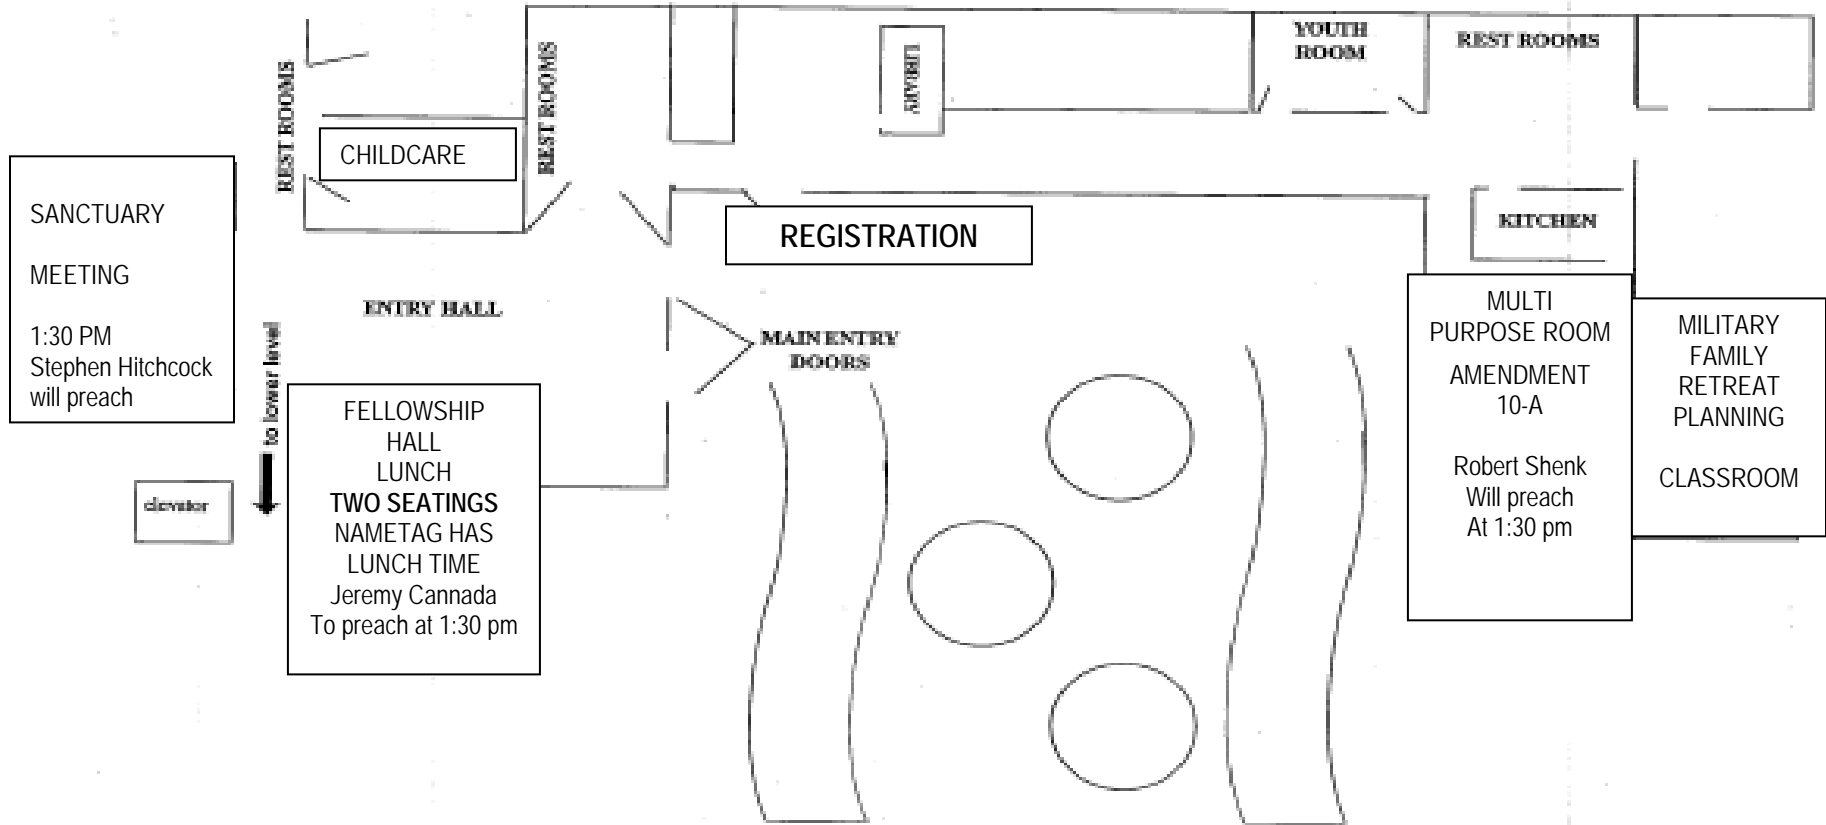 YOUTH
ROOM
REST ROOMS
LIBRARY
REST ROOMS
REST ROOMS
CHILDCARE
SANCTUARY
MEETING
1:30 PM
Stephen Hitchcock
will preach
REGISTRATION
KITCHEN
ENTRY HALL
MAIN ENTRY
DOORS
to lower level
elevator
FELLOWSHIP
HALL
LUNCH
TWO SEATINGS
NAMETAG HAS
LUNCH TIME
Jeremy Cannada
To preach at 1:30 pm
MULTI
PURPOSE ROOM
AMENDMENT
10-A
Robert Shenk
Will preach
At 1:30 pm
MILITARY
FAMILY
RETREAT
PLANNING
CLASSROOM